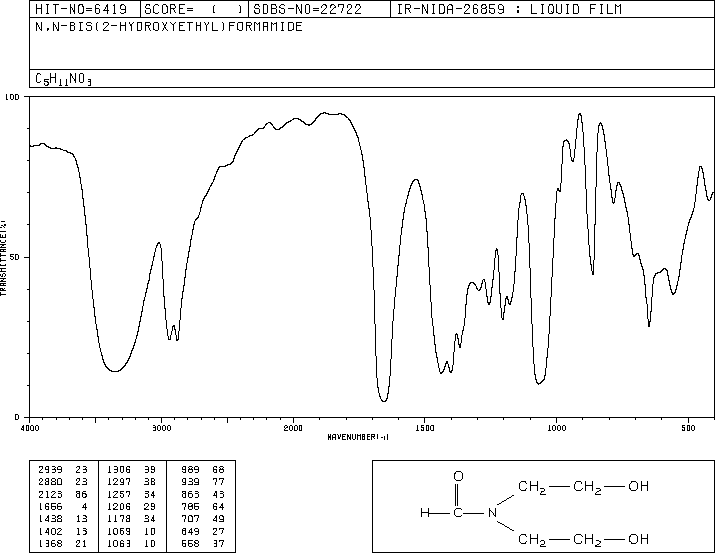 HIT-NO=6419 SCORE= ( ) SDBS-NO=22722 IR-NIDA-26859 : LIQUID FILM
N,N-BIS(2-HYDROXYETHYL)FORMAMIDE
C5H11NO3
100
50
0
TRANSMITTANCE(%)
4000 3000 2000 1500 1000 500
WAVENUMBER(-1)
2939 23 1306 39 989 68
2880 23 1297 38 939 77
2123 86 1257 34 863 43
1666 4 1206 29 786 64
1438 13 1178 34 707 49
1402 13 1069 10 649 27
1368 21 1063 10 558 37
O
CH2 CH2 OH
H C N
CH2 CH2 OH